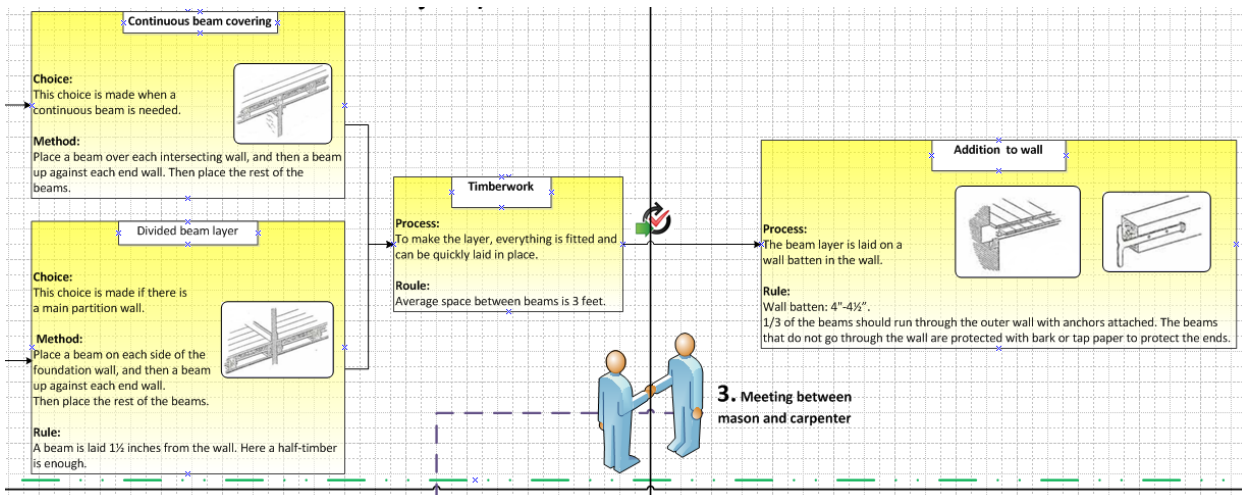 Continuous beam covering
Choice:
This choice is made when a
continuous beam is needed.
Method:
Place a beam over each intersecting wall, and then a beam
up against each end wall. Then place the rest of the
beams.
Divided beam layer
Choice:
This choice is made if there is
a main partition wall.
Method:
Place a beam on each side of the
foundation wall, and then a beam
up against each end wall.
Then place the rest of the beams.
Rule:
A beam is laid 1½ inches from the wall. Here a half-timber
is enough.
Timberwork
Process:
To make the layer, everything is fitted and
can be quickly laid in place.
Roule:
Average space between beams is 3 feet.
Addition to wall
Process:
The beam layer is laid on a
wall batten in the wall.
Rule:
Wall batten: 4"-4½".
1/3 of the beams should run through the outer wall with anchors attached. The beams
that do not go through the wall are protected with bark or tap paper to protect the ends.
3. Meeting between
mason and carpenter